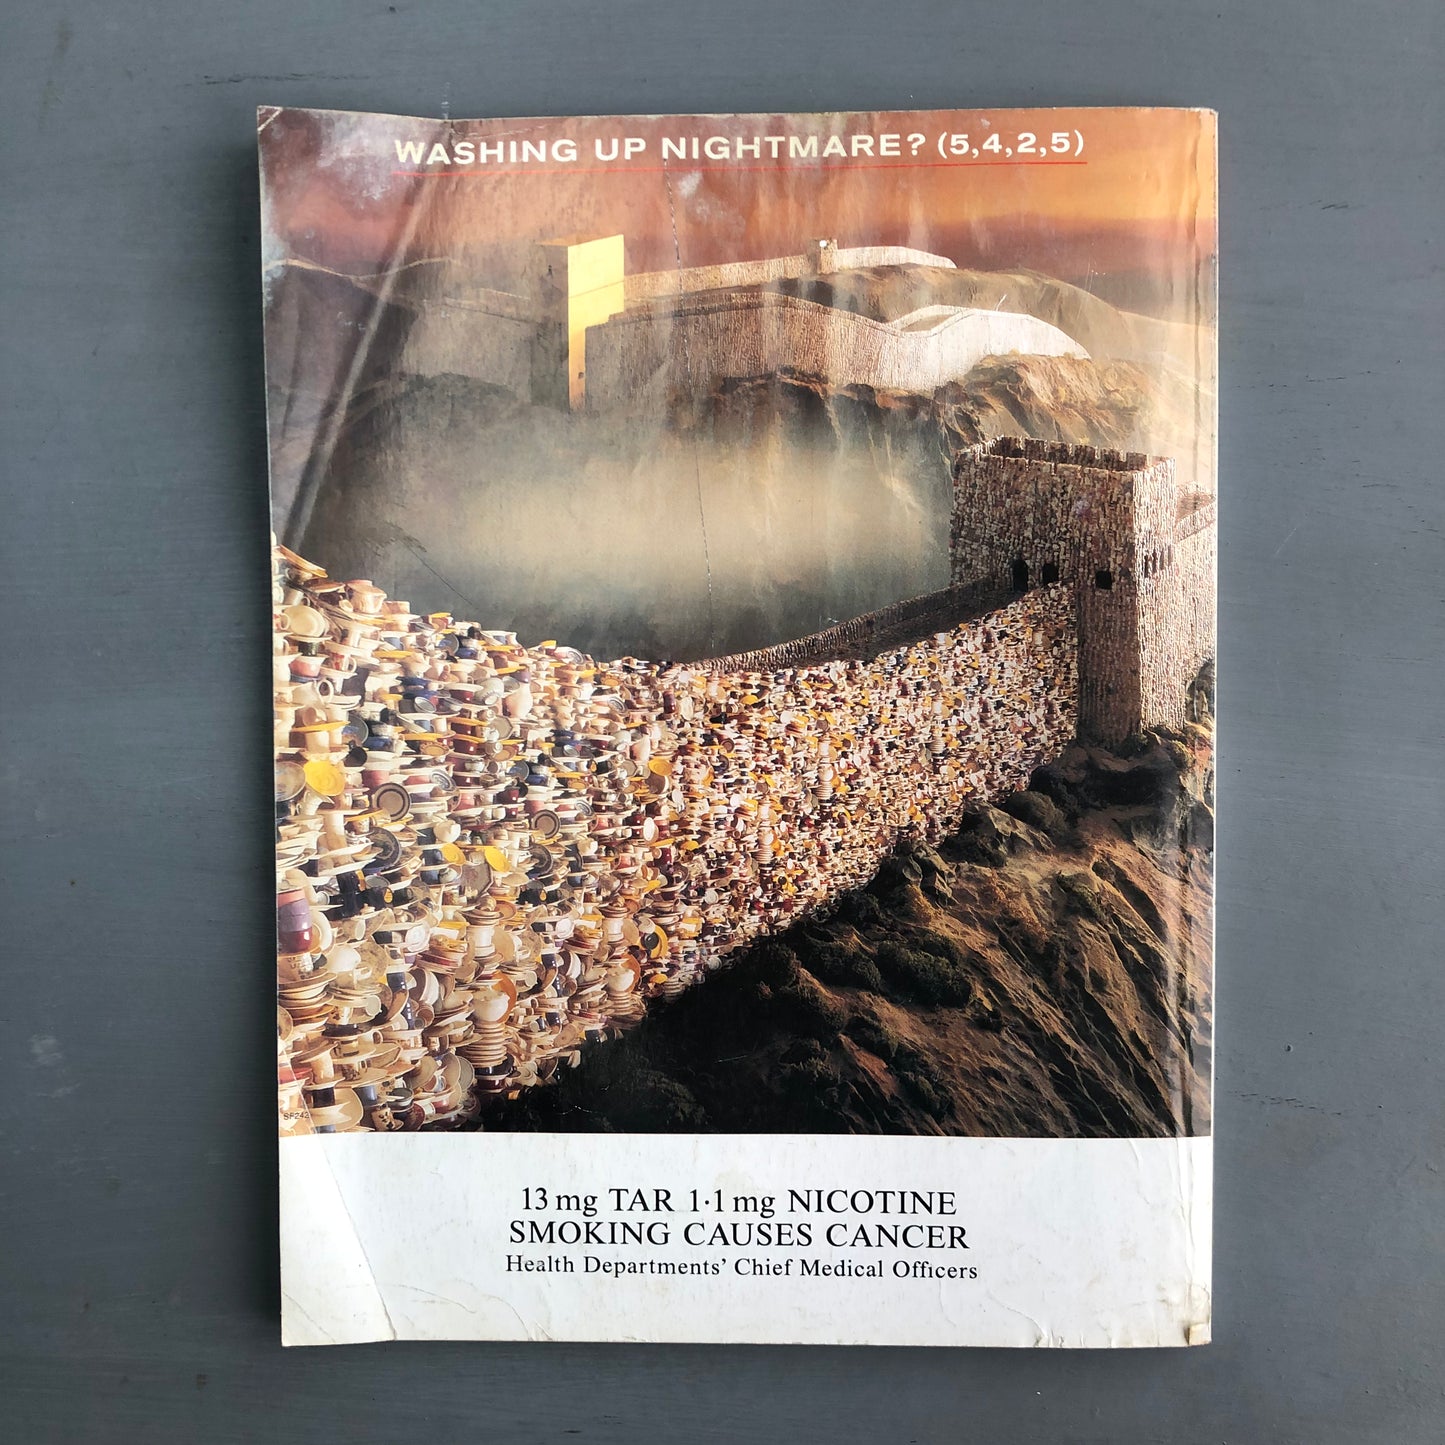 WASHING UP NIGHTMARE? (5,4,2,5)
SF242
13 mg TAR 1·1 mg NICOTINE
SMOKING CAUSES CANCER
Health Departments' Chief Medical Officers